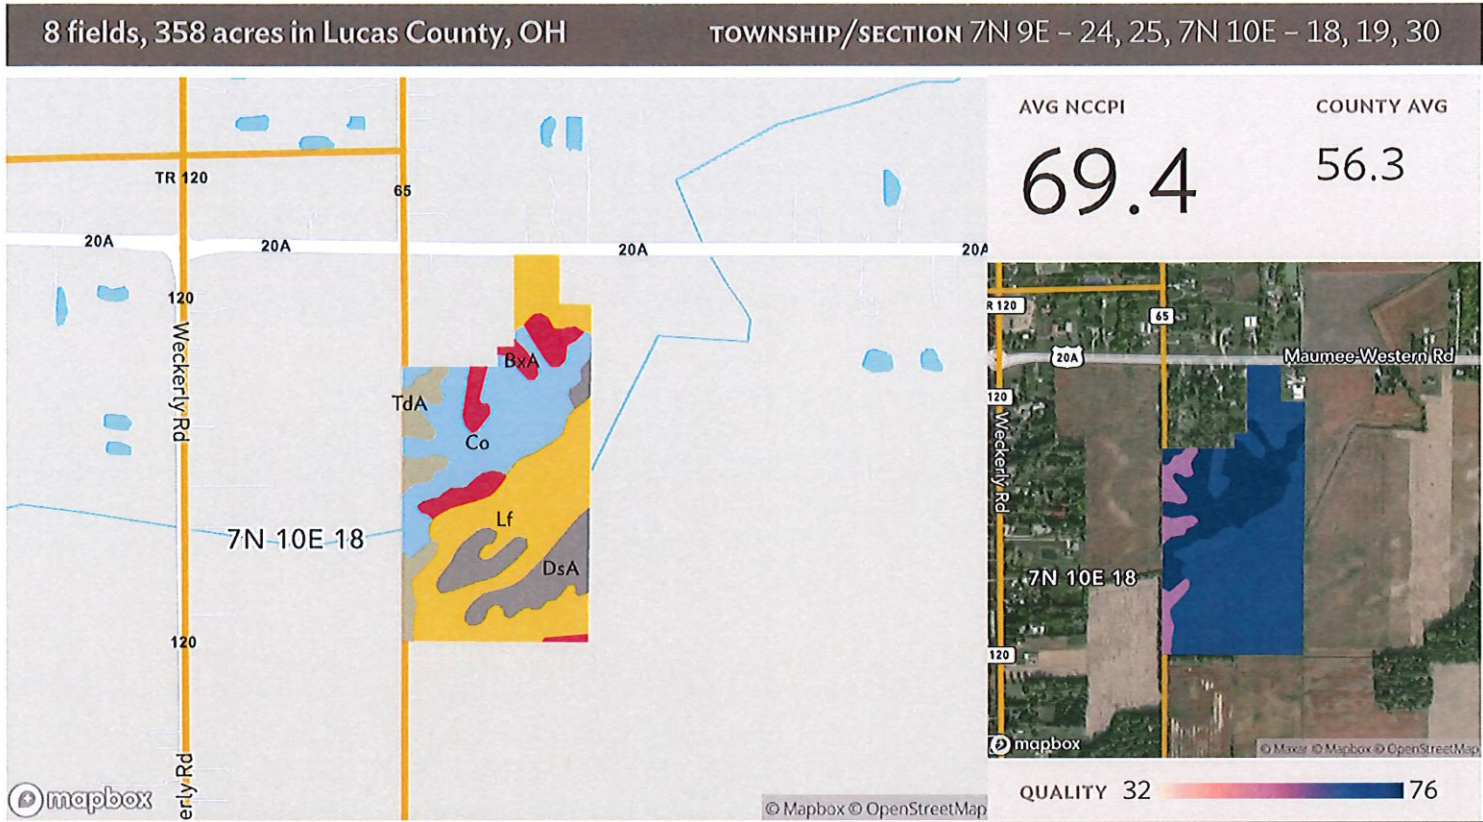 8 fields, 358 acres in Lucas County, OH
TOWNSHIP/SECTION 7N 9E – 24, 25, 7N 10E – 18, 19, 30
TR 120
65
20A
20A
20A
20A
120
Weckerly Rd
BxA
TdA
Co
Lf
7N 10E 18
DsA
120
erly Rd
mapbox
© Mapbox © OpenStreetMap
AVG NCCPI
COUNTY AVG
69.4
56.3
R 120
65
20A
Maumee-Western Rd
120
Weckerly Rd
7N 10E 18
120
mapbox
© Maxar © Mapbox © OpenStreetMap
QUALITY 32
76